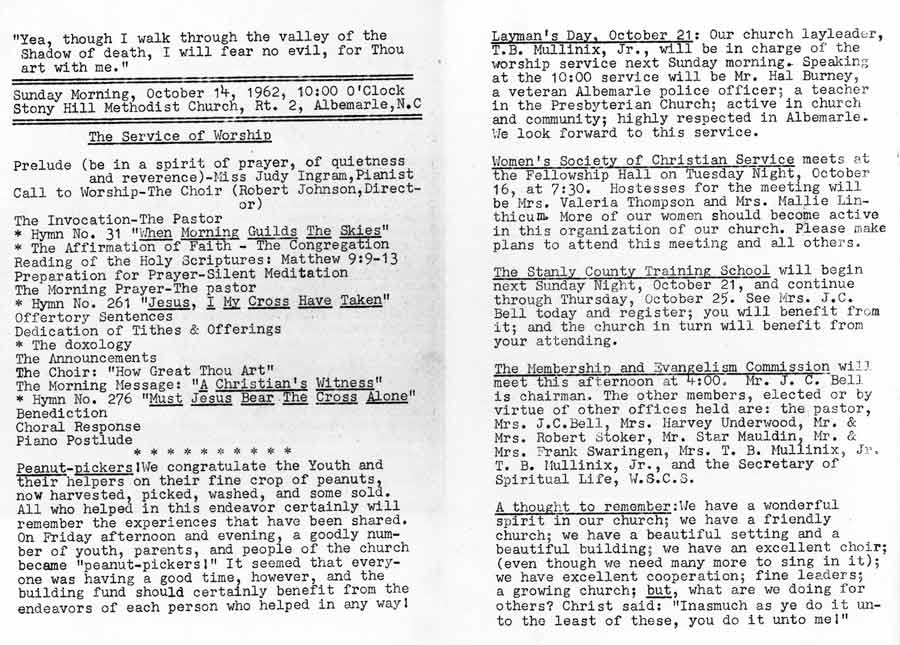 "Yea, though I walk through the valley of the
Shadow of death, I will fear no evil, for Thou
art with me."
Sunday Morning, October 14, 1962, 10:00 O'Clock
Stony Hill Methodist Church, Rt. 2, Albemarle,N.C
The Service of Worship
Prelude (be in a spirit of prayer, of quietness
and reverence)-Miss Judy Ingram,Pianist
Call to Worship-The Choir (Robert Johnson,Direct-
or)
The Invocation-The Pastor
* Hymn No. 31 "When Morning Guilds The Skies"
* The Affirmation of Faith - The Congregation
Reading of the Holy Scriptures: Matthew 9:9-13
Preparation for Prayer-Silent Meditation
The Morning Prayer-The pastor
* Hymn No. 261 "Jesus, I My Cross Have Taken"
Offertory Sentences
Dedication of Tithes & Offerings
* The doxology
The Announcements
The Choir: "How Great Thou Art"
The Morning Message: "A Christian's Witness"
* Hymn No. 276 "Must Jesus Bear The Cross Alone"
Benediction
Choral Response
Piano Postlude
* * * * * * * * * *
Peanut-pickers!We congratulate the Youth and
their helpers on their fine crop of peanuts,
now harvested, picked, washed, and some sold.
All who helped in this endeavor certainly will
remember the experiences that have been shared.
On Friday afternoon and evening, a goodly num-
ber of youth, parents, and people of the church
became "peanut-pickers!" It seemed that every-
one was having a good time, however, and the
building fund should certainly benefit from the
endeavors of each person who helped in any way!
Layman's Day, October 21: Our church layleader,
T.B. Mullinix, Jr., will be in charge of the
worship service next Sunday morning. Speaking
at the 10:00 service will be Mr. Hal Burney,
a veteran Albemarle police officer; a teacher
in the Presbyterian Church; active in church
and community; highly respected in Albemarle.
We look forward to this service.
Women's Society of Christian Service meets at
the Fellowship Hall on Tuesday Night, October
16, at 7:30. Hostesses for the meeting will
be Mrs. Valeria Thompson and Mrs. Mallie Lin-
thicum. More of our women should become active
in this organization of our church. Please make
plans to attend this meeting and all others.
The Stanly County Training School will begin
next Sunday Night, October 21, and continue
through Thursday, October 25. See Mrs. J.C.
Bell today and register; you will benefit from
it; and the church in turn will benefit from
your attending.
The Membership and Evangelism Commission will
meet this afternoon at 4:00. Mr. J. C. Bell
is chairman. The other members, elected or by
virtue of other offices held are: the pastor,
Mrs. J.C.Bell, Mrs. Harvey Underwood, Mr. &
Mrs. Robert Stoker, Mr. Star Mauldin, Mr. &
Mrs. Frank Swaringen, Mrs. T. B. Mullinix, Jr.
T. B. Mullinix, Jr., and the Secretary of
Spiritual Life, W.S.C.S.
A thought to remember:We have a wonderful
spirit in our church; we have a friendly
church; we have a beautiful setting and a
beautiful building; we have an excellent choir;
(even though we need many more to sing in it);
we have excellent cooperation; fine leaders;
a growing church; but, what are we doing for
others? Christ said: "Inasmuch as ye do it un-
to the least of these, you do it unto me!"